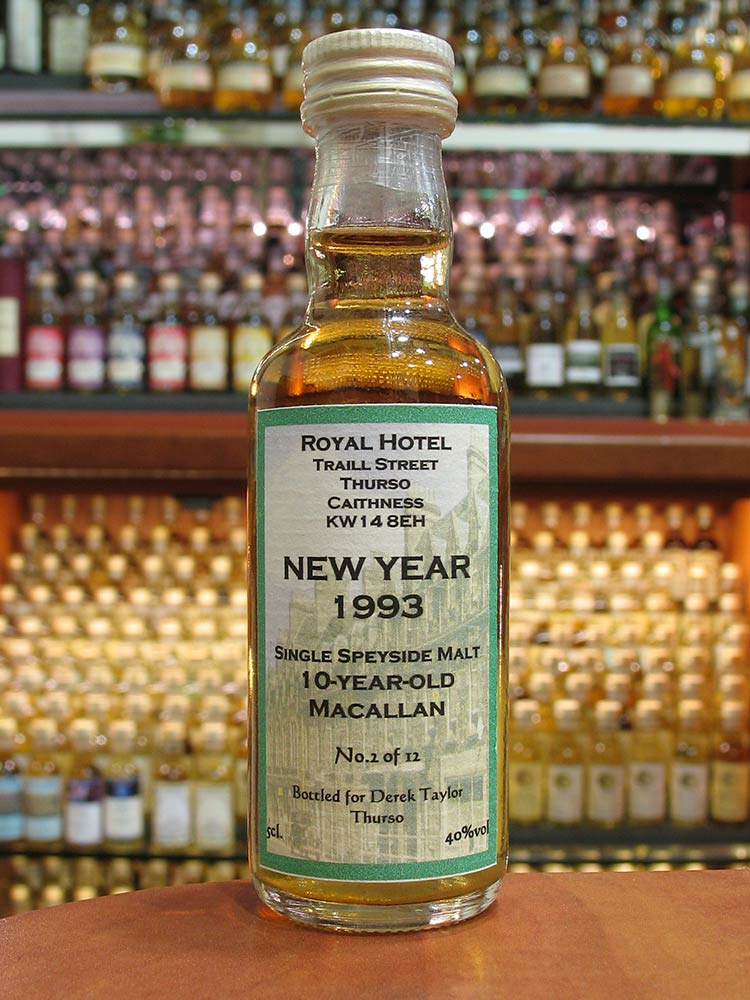 ROYAL HOTEL
TRAILL STREET
THURSO
CAITHNESS
KW14 8EH
NEW YEAR
1993
SINGLE SPEYSIDE MALT
10-YEAR-OLD
MACALLAN
No.2 of 12
Bottled for Derek Taylor
Thurso
5cl. 40%vol